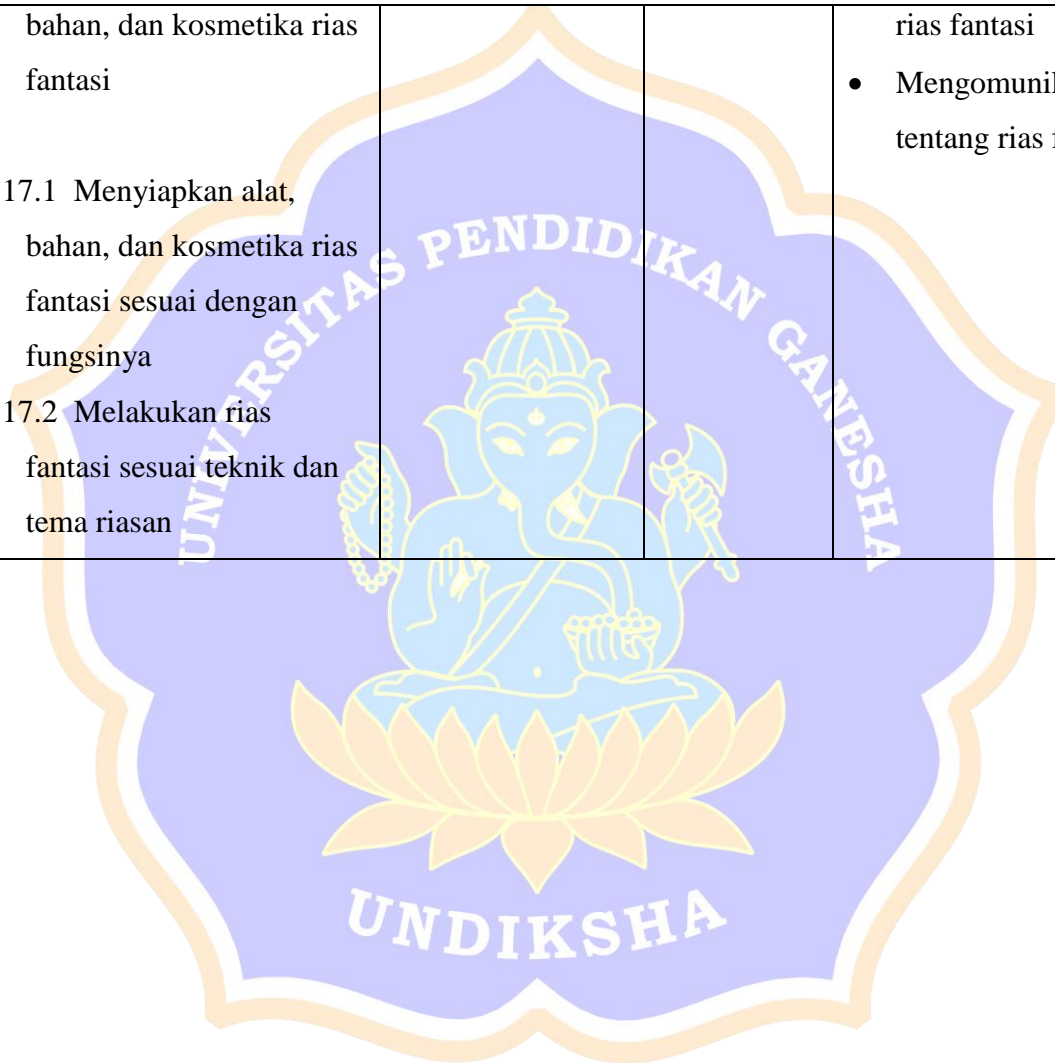 bahan, dan kosmetika rias
fantasi
17.1 Menyiapkan alat,
bahan, dan kosmetika rias
fantasi sesuai dengan
fungsinya
17.2 Melakukan rias
fantasi sesuai teknik dan
tema riasan
rias fantasi
• 
tentang rias
UNIVERSITAS PENDIDIKAN GANESHA
UNDIKSHA